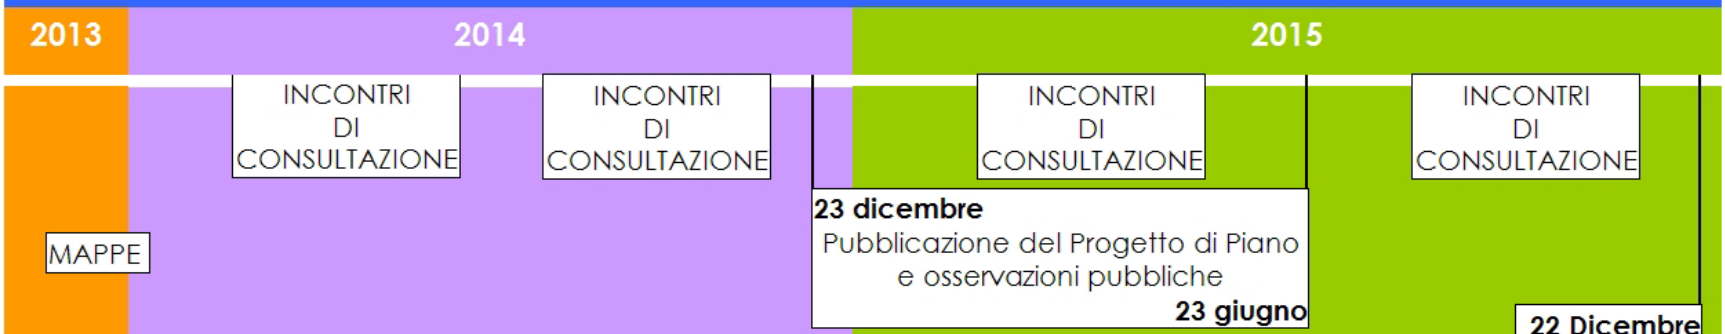 2013
2014
2015
INCONTRI
DI
CONSULTAZIONE
INCONTRI
DI
CONSULTAZIONE
INCONTRI
DI
CONSULTAZIONE
INCONTRI
DI
CONSULTAZIONE
MAPPE
23 dicembre
Pubblicazione del Progetto di Piano
e osservazioni pubbliche
23 giugno
22 Dicembre